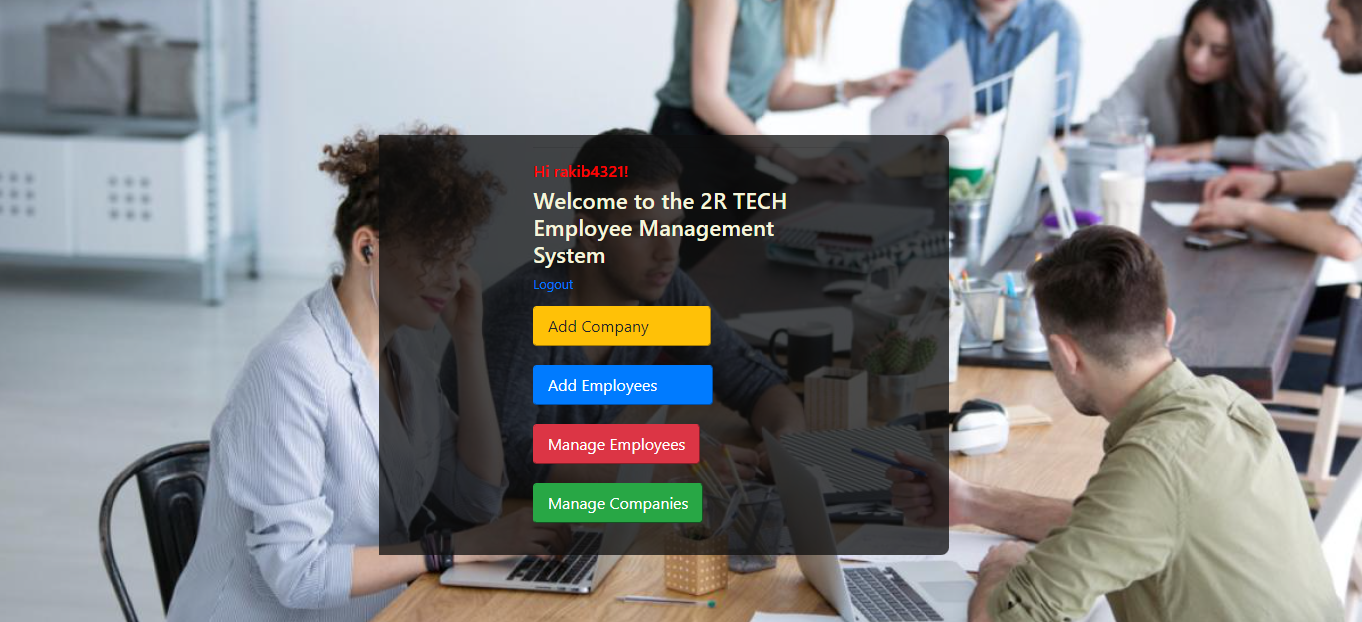 Hi rakib4321!
Welcome to the 2R TECH
Employee Management
System
Logout
Add Company
Add Employees
Manage Employees
Manage Companies